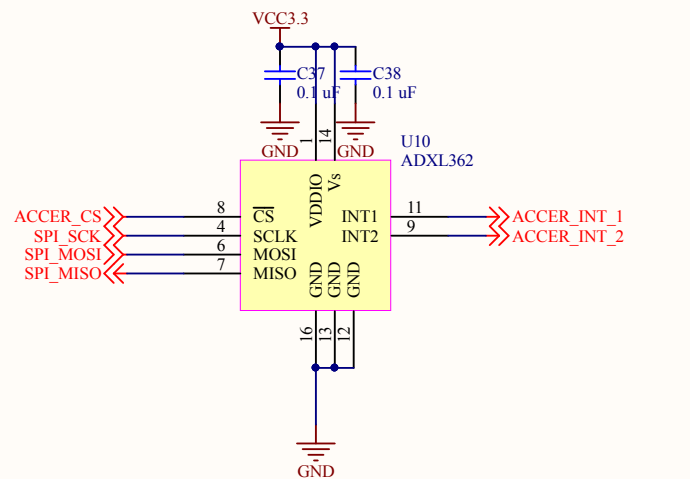 VCC3.3
C37
0.1 uF
C38
0.1 uF
GND
GND
1
14
U10
ADXL362
VDDIO
Vs
ACCER_CS
8
CS
SPI_SCK
4
SCLK
SPI_MOSI
6
MOSI
SPI_MISO
7
MISO
INT1
11
ACCER_INT_1
INT2
9
ACCER_INT_2
GND
GND
GND
16
13
12
GND